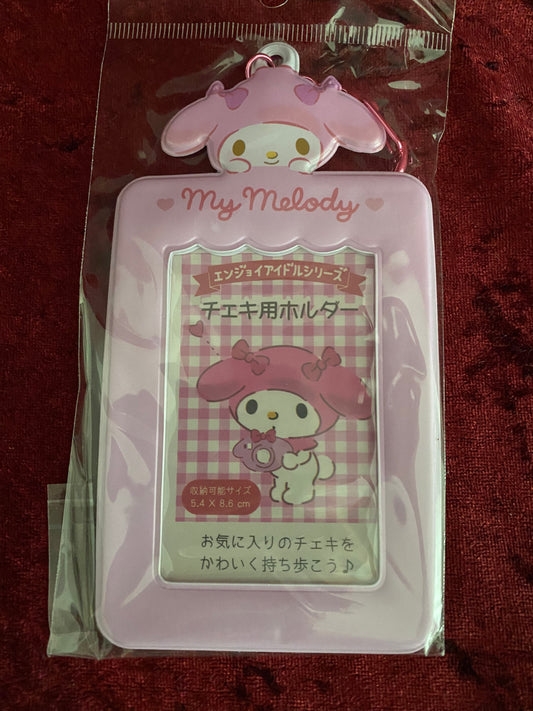 My Melody
エンジョイアイドルシリーズ
チェキ用ホルダー
収納可能サイズ
5.4 X 8.6 cm
お気に入りのチェキを
かわいく持ち歩こう♪